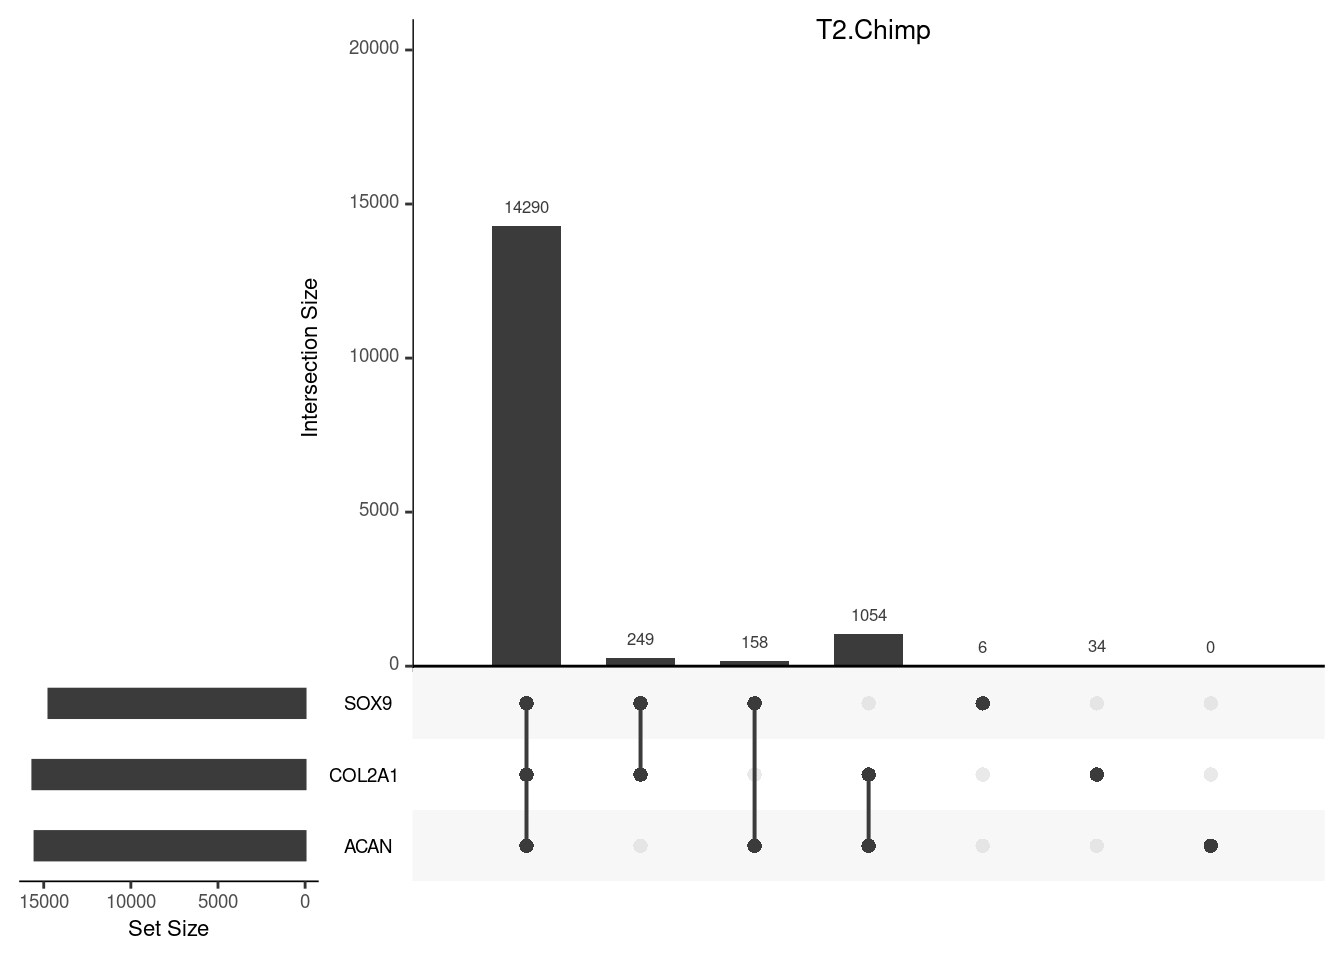 T2.Chimp
20000
15000
10000
5000
0
Intersection Size
14290
249
158
1054
6
34
0
SOX9
COL2A1
ACAN
15000 10000 5000 0
Set Size